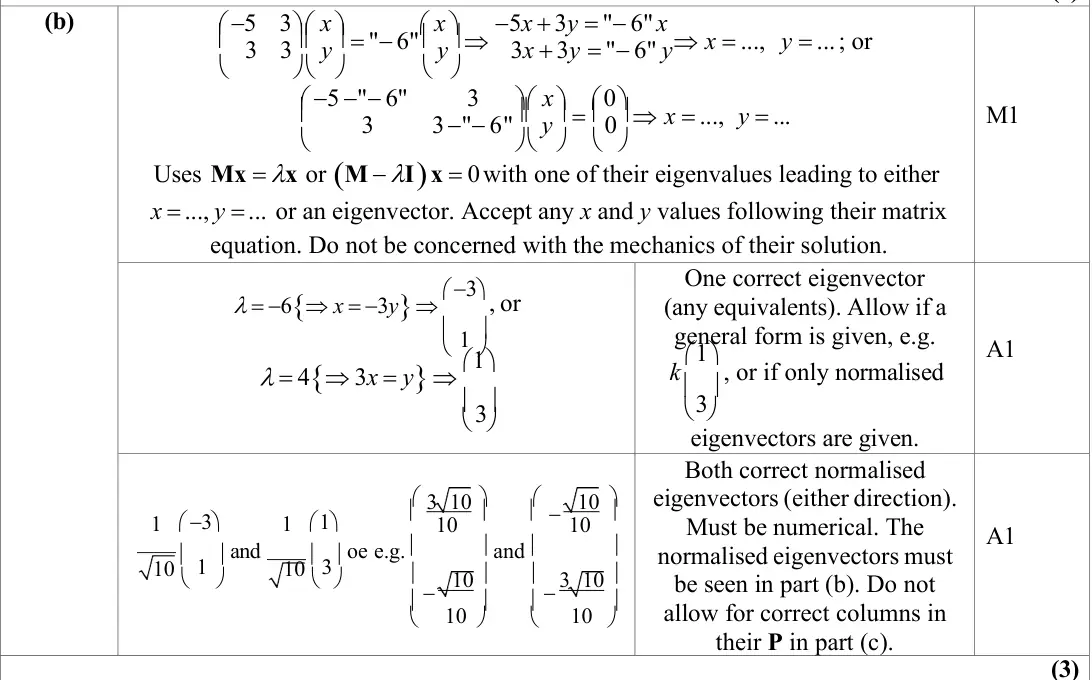 (b)
( −5 3 ; 3 3 ) ( x ; y ) = "− 6" ( x ; y ) ⇒ −5x + 3y = "− 6" x ; 3x + 3y = "− 6" y ⇒ x = ..., y = ... ; or
( −5 − "− 6" 3 ; 3 3 − "− 6" ) ( x ; y ) = ( 0 ; 0 ) ⇒ x = ..., y = ...
Uses Mx = λx or (M − λI) x = 0 with one of their eigenvalues leading to either
x = ..., y = ... or an eigenvector. Accept any x and y values following their matrix
equation. Do not be concerned with the mechanics of their solution.
M1
λ = −6 {⇒ x = −3y} ⇒ ( −3 ; 1 ) , or
λ = 4 {⇒ 3x = y} ⇒ ( 1 ; 3 )
One correct eigenvector
(any equivalents). Allow if a
general form is given, e.g.
k ( 1 ; 3 ) , or if only normalised
eigenvectors are given.
A1
1/√10 ( −3 ; 1 ) and 1/√10 ( 1 ; 3 ) oe e.g. ( 3√10/10 ; −√10/10 ) and ( −√10/10 ; −3√10/10 )
Both correct normalised
eigenvectors (either direction).
Must be numerical. The
normalised eigenvectors must
be seen in part (b). Do not
allow for correct columns in
their P in part (c).
A1
(3)